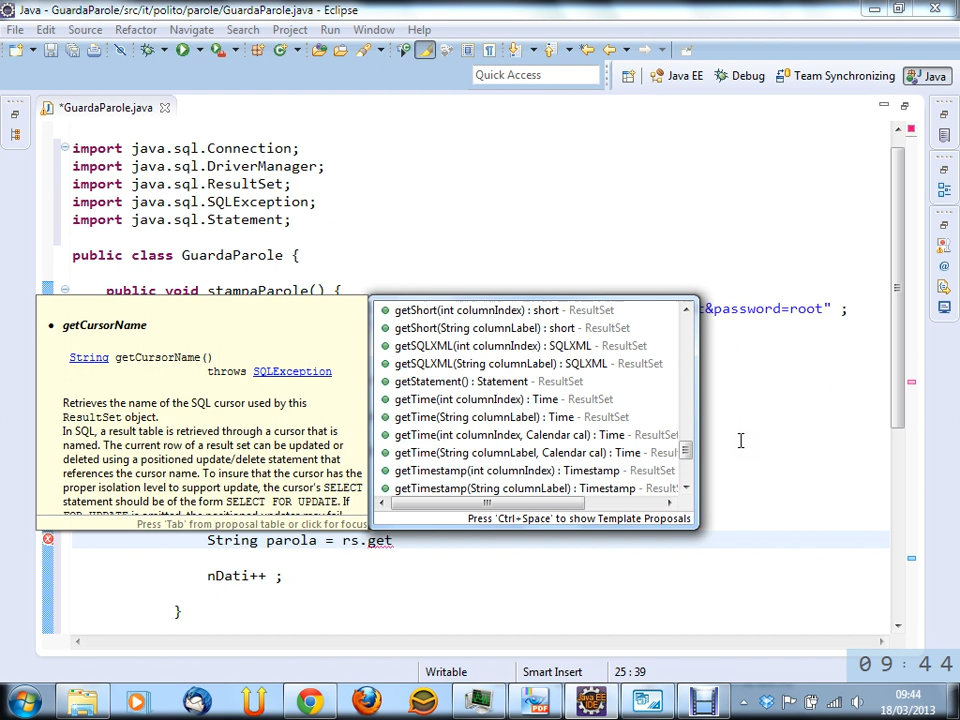 Java - GuardaParole/src/it/polito/parole/GuardaParole.java - Eclipse
File Edit Source Refactor Navigate Search Project Run Window Help
Quick Access Java EE Debug Team Synchronizing Java
*GuardaParole.java
import java.sql.Connection;
import java.sql.DriverManager;
import java.sql.ResultSet;
import java.sql.SQLException;
import java.sql.Statement;
public class GuardaParole {
public void stampaParole() {
&password=root" ;
getCursorName
String getCursorName()
throws SQLException
Retrieves the name of the SQL cursor used by this
ResultSet object.
In SQL, a result table is retrieved through a cursor that is
named. The current row of a result set can be updated or
deleted using a positioned update/delete statement that
references the cursor name. To insure that the cursor has the
proper isolation level to support update, the cursor's SELECT
statement should be of the form SELECT FOR UPDATE. If
FOR UPDATE is omitted, the positioned updates may fail.
Press 'Tab' from proposal table or click for focus
getShort(int columnIndex) : short - ResultSet
getShort(String columnLabel) : short - ResultSet
getSQLXML(int columnIndex) : SQLXML - ResultSet
getSQLXML(String columnLabel) : SQLXML - ResultSet
getStatement() : Statement - ResultSet
getTime(int columnIndex) : Time - ResultSet
getTime(String columnLabel) : Time - ResultSet
getTime(int columnIndex, Calendar cal) : Time - ResultSet
getTime(String columnLabel, Calendar cal) : Time - Resul
getTimestamp(int columnIndex) : Timestamp - ResultSet
getTimestamp(String columnLabel) : Timestamp - Result
Press 'Ctrl+Space' to show Template Proposals
String parola = rs.get
nDati++ ;
}
Writable Smart Insert 25 : 39
09:44
09:44
18/03/2013